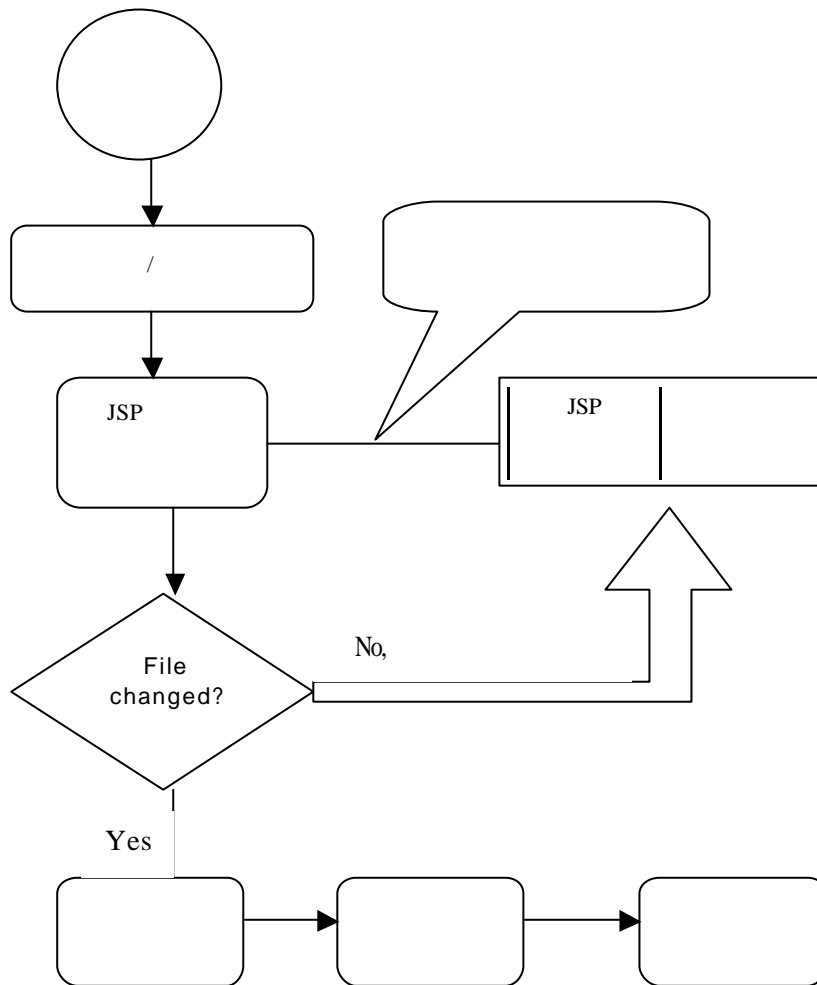 /
JSP
JSP
No,
File
changed?
Yes